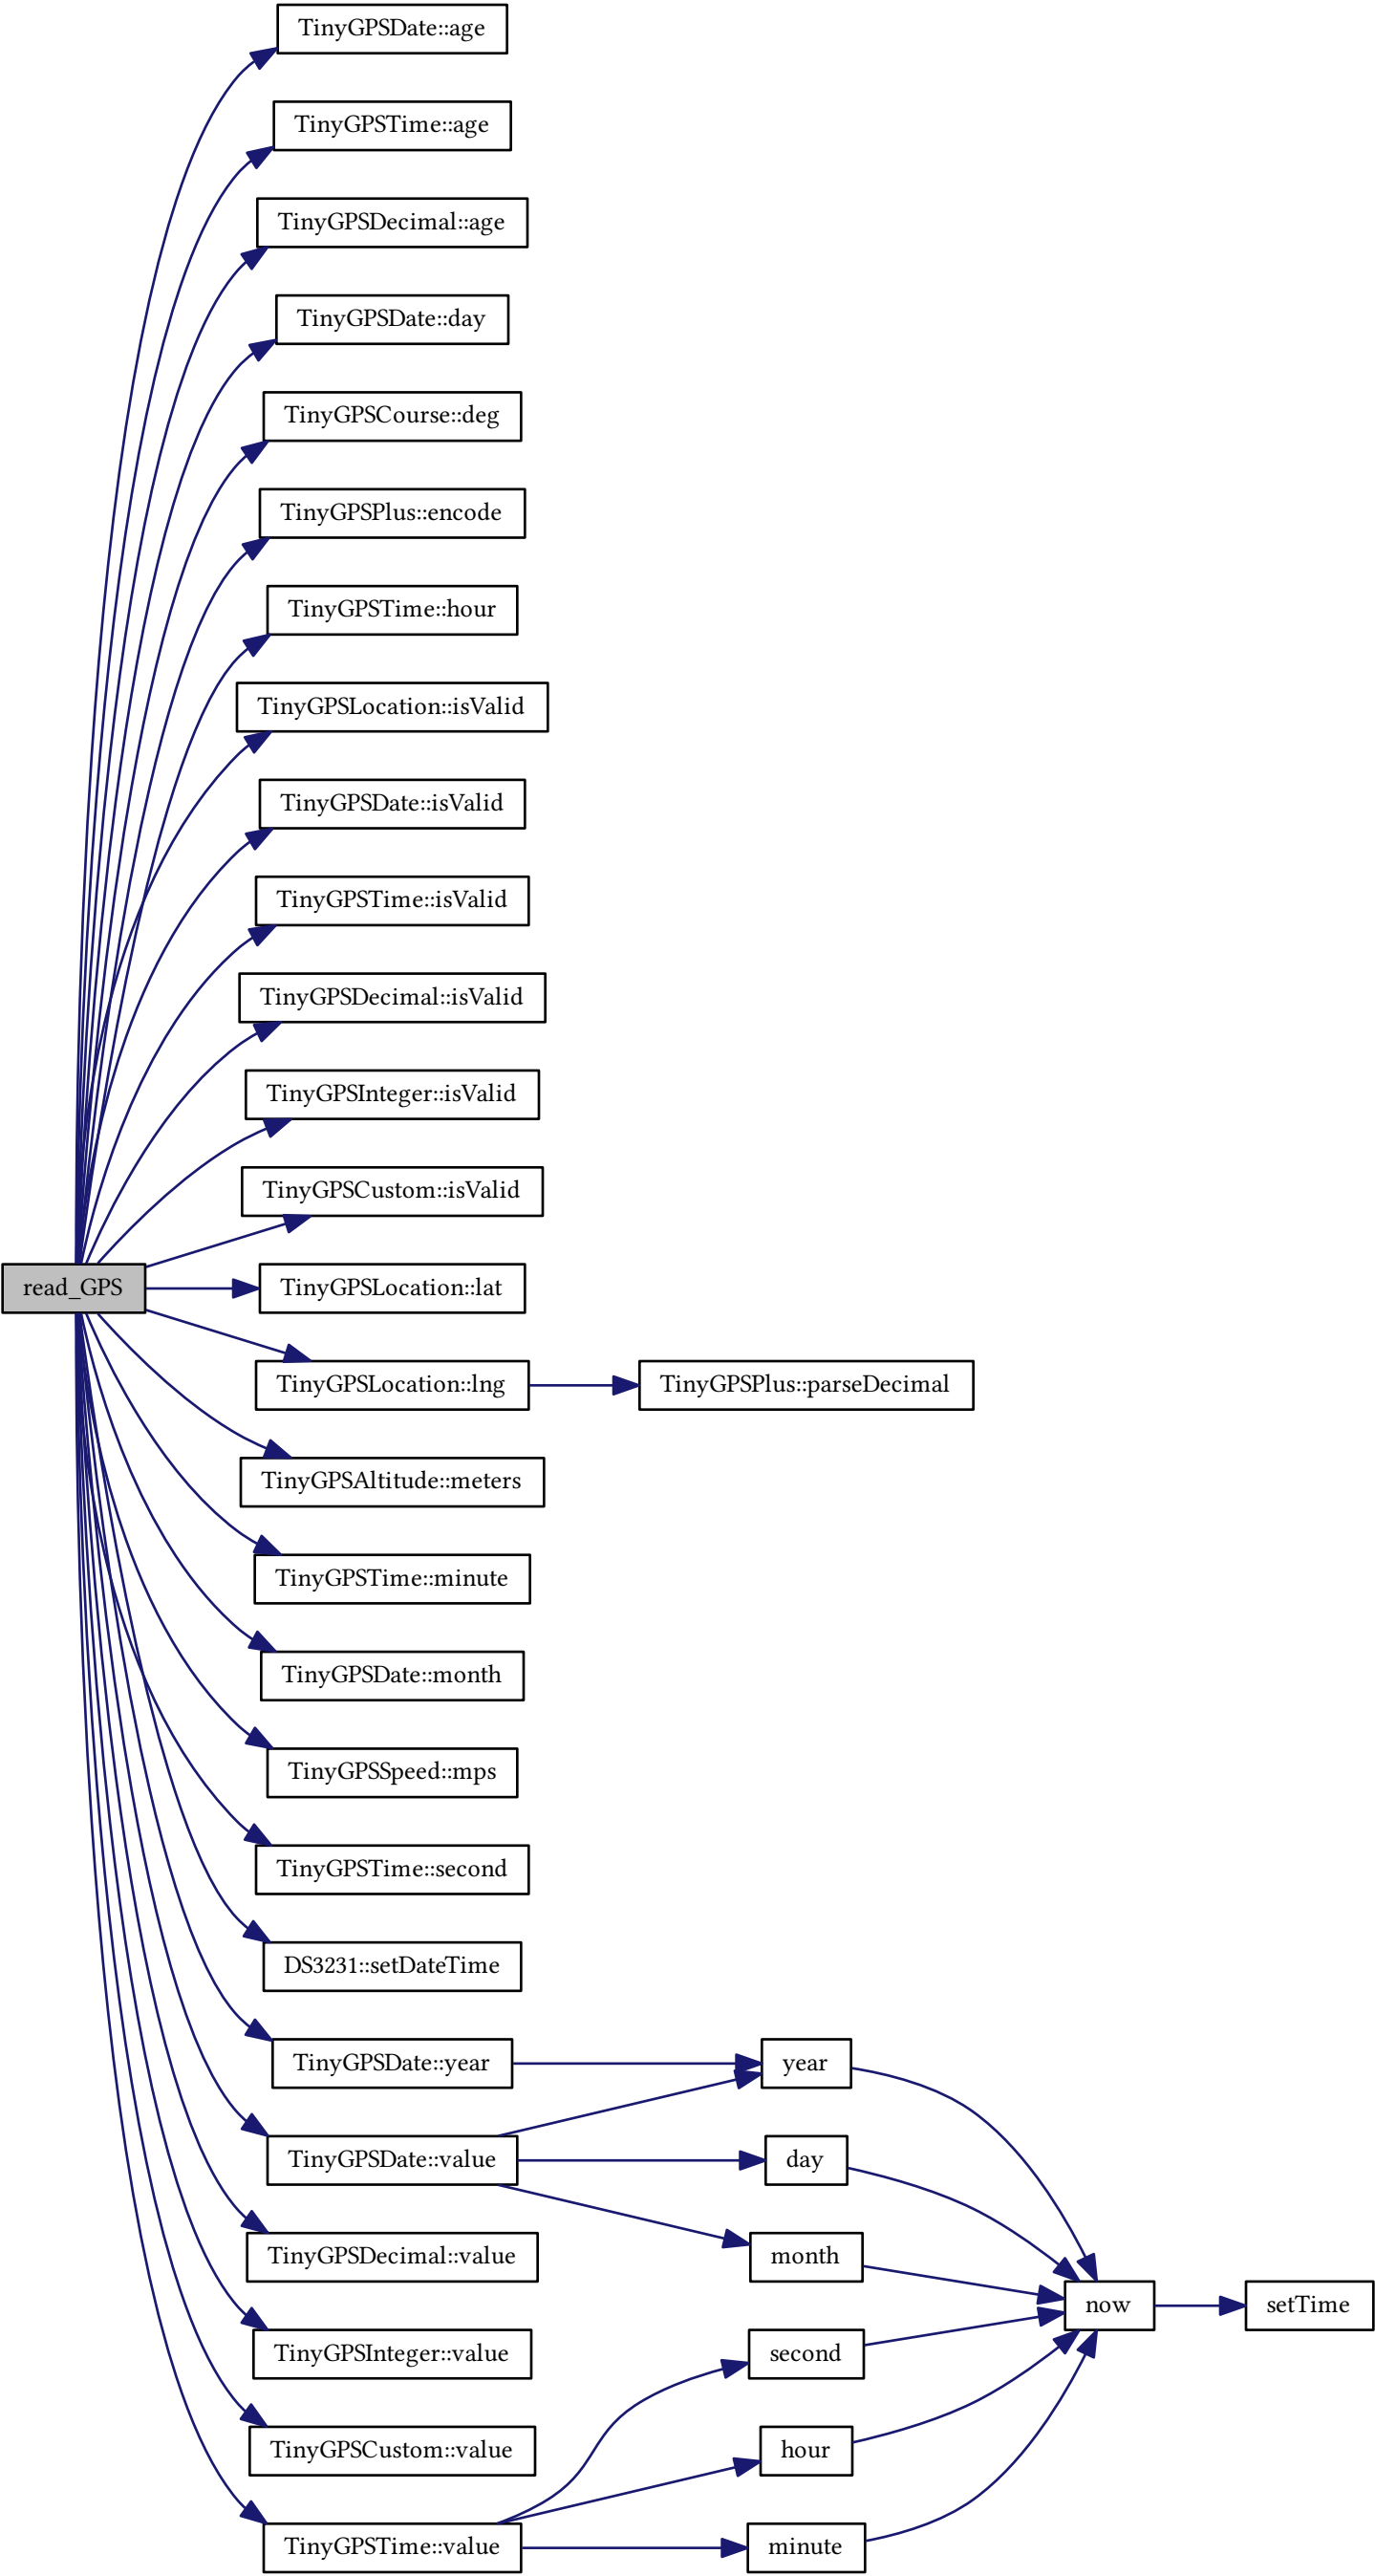 TinyGPSDate::age
TinyGPSTime::age
TinyGPSDecimal::age
TinyGPSDate::day
TinyGPSCourse::deg
TinyGPSPlus::encode
TinyGPSTime::hour
TinyGPSLocation::isValid
TinyGPSDate::isValid
TinyGPSTime::isValid
TinyGPSDecimal::isValid
TinyGPSInteger::isValid
TinyGPSCustom::isValid
read_GPS
TinyGPSLocation::lat
TinyGPSLocation::lng
TinyGPSPlus::parseDecimal
TinyGPSAltitude::meters
TinyGPSTime::minute
TinyGPSDate::month
TinyGPSSpeed::mps
TinyGPSTime::second
DS3231::setDateTime
TinyGPSDate::year
year
TinyGPSDate::value
day
TinyGPSDecimal::value
month
now
setTime
TinyGPSInteger::value
second
TinyGPSCustom::value
hour
TinyGPSTime::value
minute